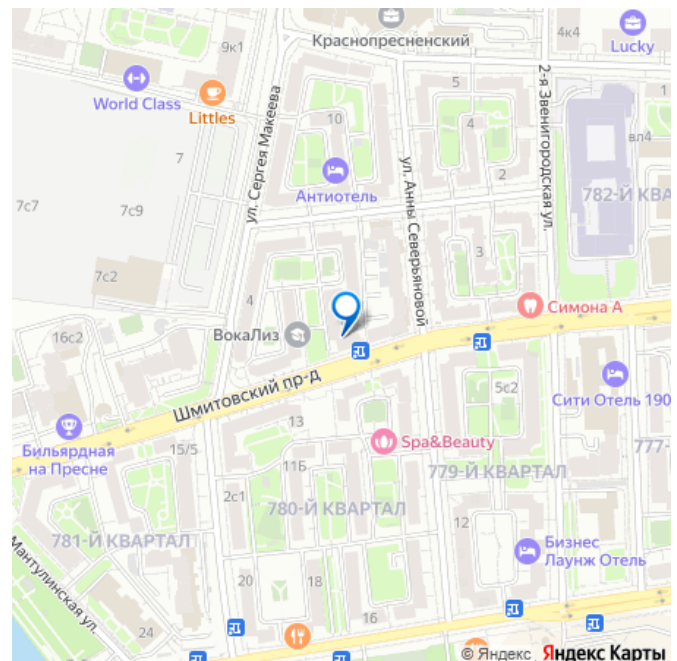 Краснопресненский
9к1
4к4
Lucky
World Class
Littles
ул. Сергея Макеева
10
5
4
2-я Звенигородская ул.
1
вл4
7
Антиотель
ул. Анны Северьяновой
2
782-Й КВА
7с7
7с9
3
7с2
4
Симона А
16с2
ВокаЛиз
Шмитовский пр-д
5с2
Сити Отель 190
Бильярдная
на Пресне
13
Spa&Beauty
777-
15/5
11Б
779-Й КВАРТАЛ
2с1
780-Й КВАРТАЛ
12
781-Й КВАРТАЛ
Бизнес
Лаунж Отель
Мантулинская ул.
20
18
16
24
© Яндекс Яндекс Карты